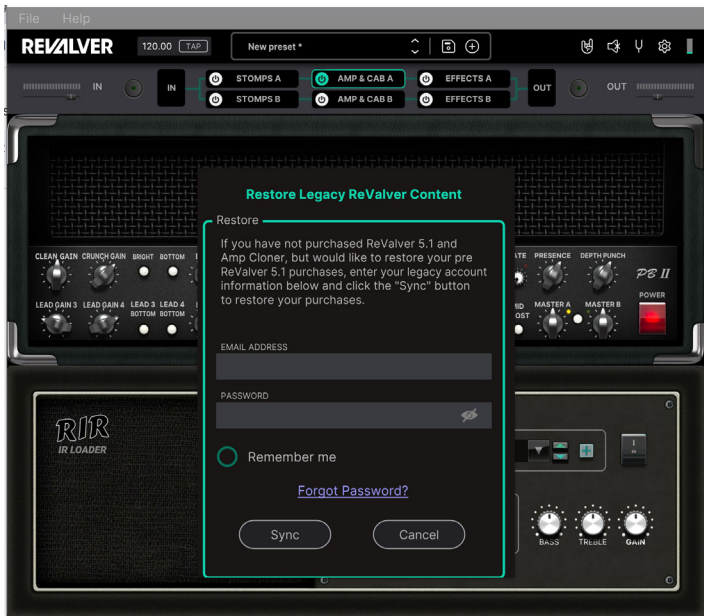 File Help
REVALVER 120.00 TAP New preset *
IN IN STOMPS A AMP & CAB A EFFECTS A OUT OUT
STOMPS B AMP & CAB B EFFECTS B
Restore Legacy ReValver Content
Restore
If you have not purchased ReValver 5.1 and
Amp Cloner, but would like to restore your pre
ReValver 5.1 purchases, enter your legacy account
information below and click the "Sync" button
to restore your purchases.
CLEAN GAIN CRUNCH GAIN BRIGHT BOTTOM PRESENCE DEPTH PUNCH
PB II
LEAD GAIN 3 LEAD GAIN 4 LEAD 3 BOTTOM LEAD 4 BOTTOM MASTER A MASTER B POWER
EMAIL ADDRESS
PASSWORD
RIR
IR LOADER
Remember me
Forgot Password?
Sync Cancel
BASS TREBLE GAIN